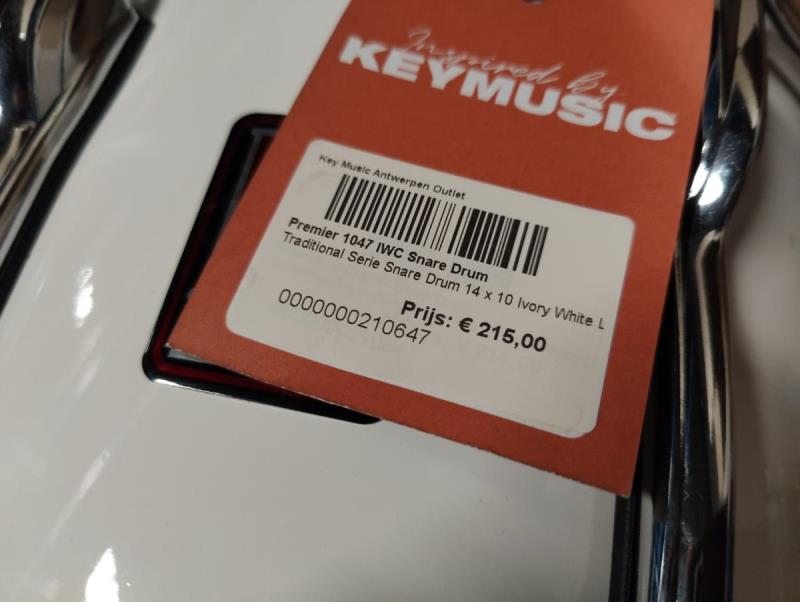 Inspired by
KEYMUSIC
Key Music Antwerpen Outlet
Premier 1047 IWC Snare Drum
Traditional Serie Snare Drum 14 x 10 Ivory White L
Prijs: € 215,00
0000000210647